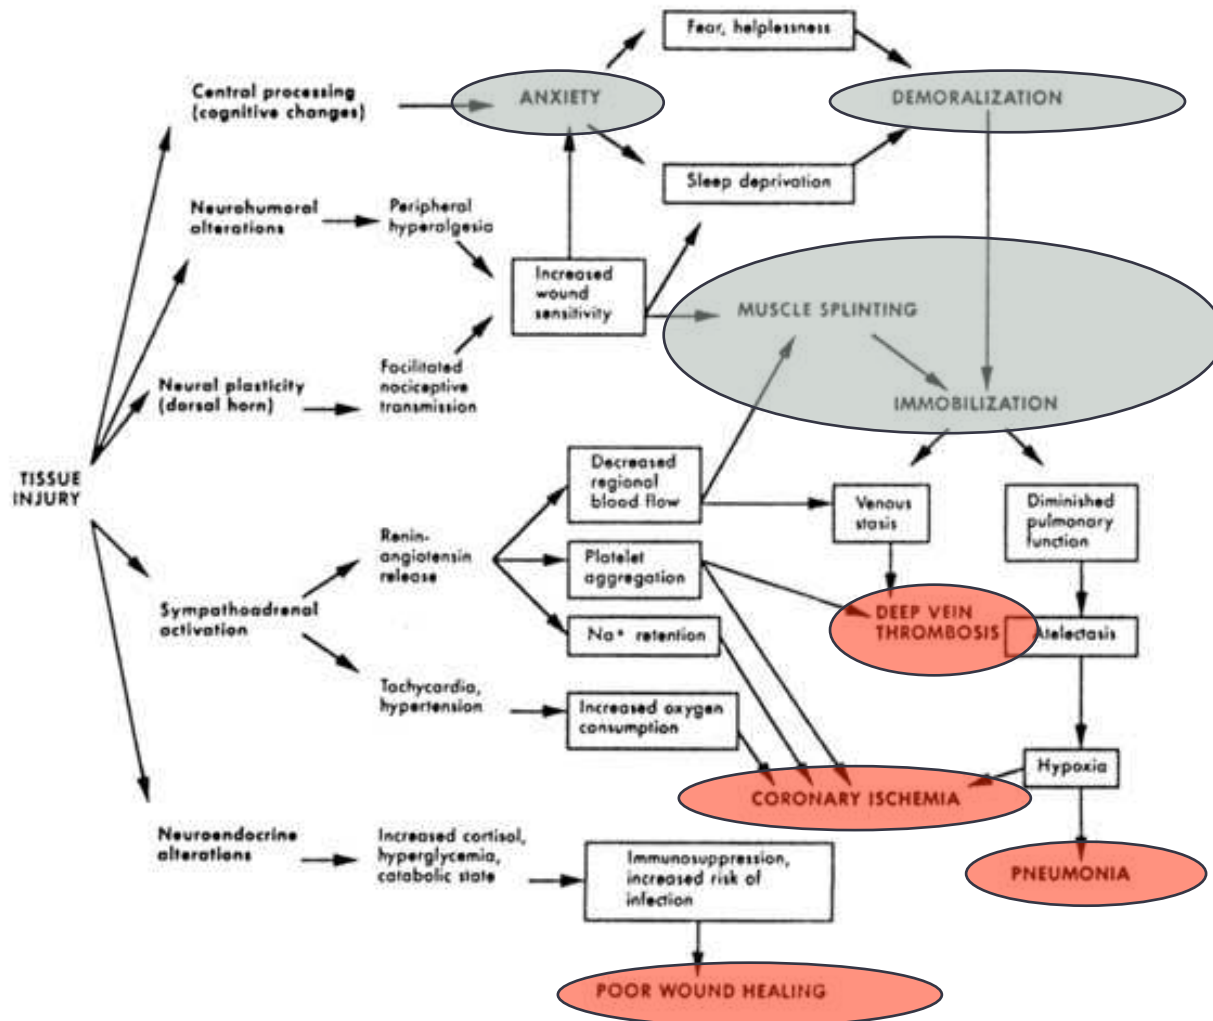 Fear, helplessness
Central processing
(cognitive changes)
ANXIETY
DEMORALIZATION
Sleep deprivation
Neurohumoral
alterations
Peripheral
hyperalgesia
Increased
wound
sensitivity
MUSCLE SPLINTING
Neural plasticity
(dorsal horn)
Facilitated
nociceptive
transmission
IMMOBILIZATION
TISSUE
INJURY
Decreased
regional
blood flow
Venous
stasis
Diminished
pulmonary
function
Renin-
angiotensin
release
Platelet
aggregation
Sympathoadrenal
activation
Na+ retention
DEEP VEIN
THROMBOSIS
Atelectasis
Tachycardia,
hypertension
Increased oxygen
consumption
Hypoxia
CORONARY ISCHEMIA
Neuroendocrine
alterations
Increased cortisol,
hyperglycemia,
catabolic state
Immunosuppression,
increased risk of
infection
PNEUMONIA
POOR WOUND HEALING